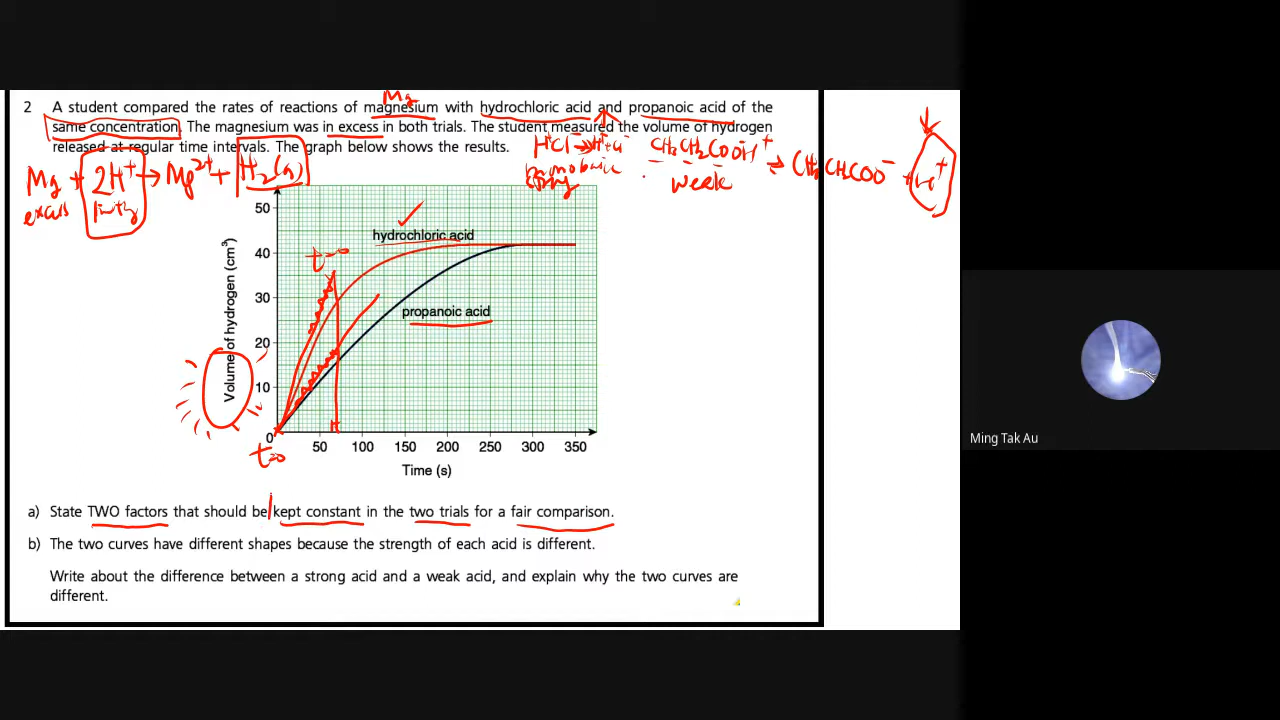 Mg
2 A student compared the rates of reactions of magnesium with hydrochloric acid and propanoic acid of the
same concentration. The magnesium was in excess in both trials. The student measured the volume of hydrogen
released at regular time intervals. The graph below shows the results.
Mg + 2H⁺ → Mg²⁺ + H₂(g)
excess
weak
50
40
30
20
10
0
Volume of hydrogen (cm³)
hydrochloric acid
propanoic acid
t=0
50 100 150 200 250 300 350
Time (s)
a) State TWO factors that should be kept constant in the two trials for a fair comparison.
b) The two curves have different shapes because the strength of each acid is different.
Write about the difference between a strong acid and a weak acid, and explain why the two curves are
different.
Ming Tak Au